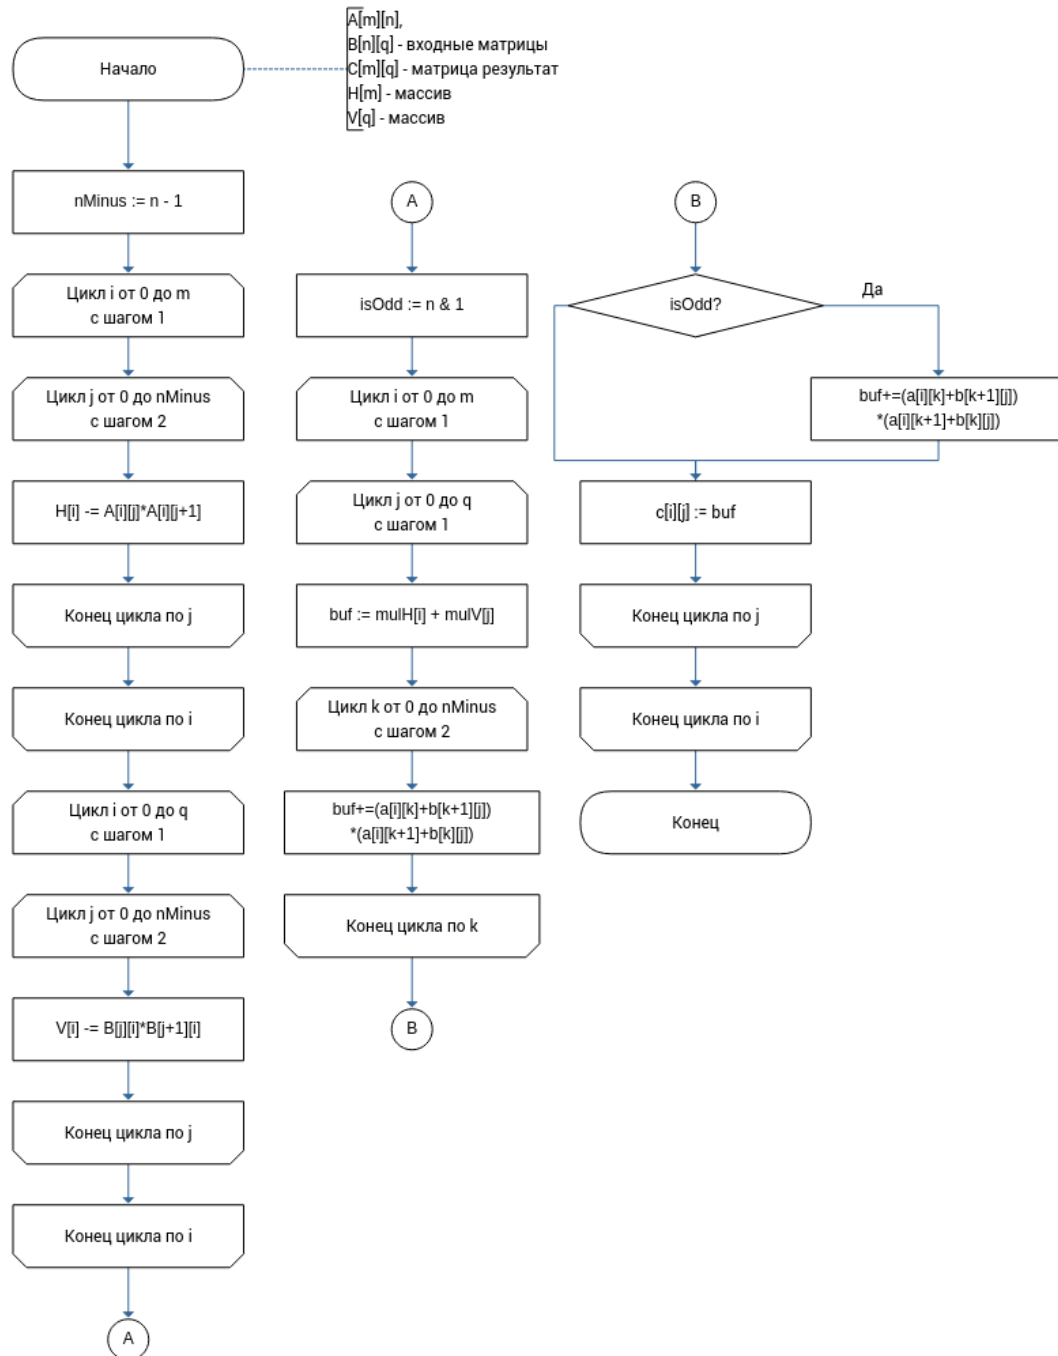 A[m][n],
B[n][q] - входные матрицы
C[m][q] - матрица результат
H[m] - массив
V[q] - массив
Начало
nMinus := n - 1
Цикл i от 0 до m
с шагом 1
Цикл j от 0 до nMinus
с шагом 2
H[i] -= A[i][j]*A[i][j+1]
Конец цикла по j
Конец цикла по i
Цикл i от 0 до q
с шагом 1
Цикл j от 0 до nMinus
с шагом 2
V[i] -= B[j][i]*B[j+1][i]
Конец цикла по j
Конец цикла по i
A
A
isOdd := n & 1
Цикл i от 0 до m
с шагом 1
Цикл j от 0 до q
с шагом 1
buf := mulH[i] + mulV[j]
Цикл k от 0 до nMinus
с шагом 2
buf+=(a[i][k]+b[k+1][j])
*(a[i][k+1]+b[k][j])
Конец цикла по k
B
B
isOdd?
Да
buf+=(a[i][k]+b[k+1][j])
*(a[i][k+1]+b[k][j])
c[i][j] := buf
Конец цикла по j
Конец цикла по i
Конец